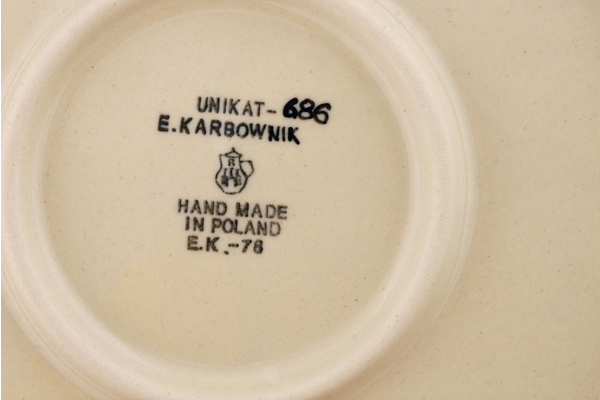 UNIKAT-686
E.KARBOWNIK
B
HAND MADE
IN POLAND
E.K.-78